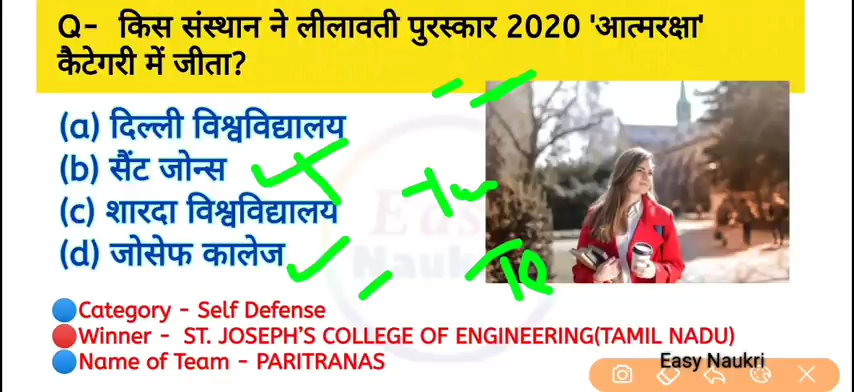 Q- किस संस्थान ने लीलावती पुरस्कार 2020 'आत्मरक्षा'
कैटेगरी में जीता?
(a) दिल्ली विश्वविद्यालय
(b) सैंट जोन्स
(c) शारदा विश्वविद्यालय
(d) जोसेफ कालेज
Category - Self Defense
Winner - ST. JOSEPH'S COLLEGE OF ENGINEERING(TAMIL NADU)
Name of Team - PARITRANAS
Easy Naukri